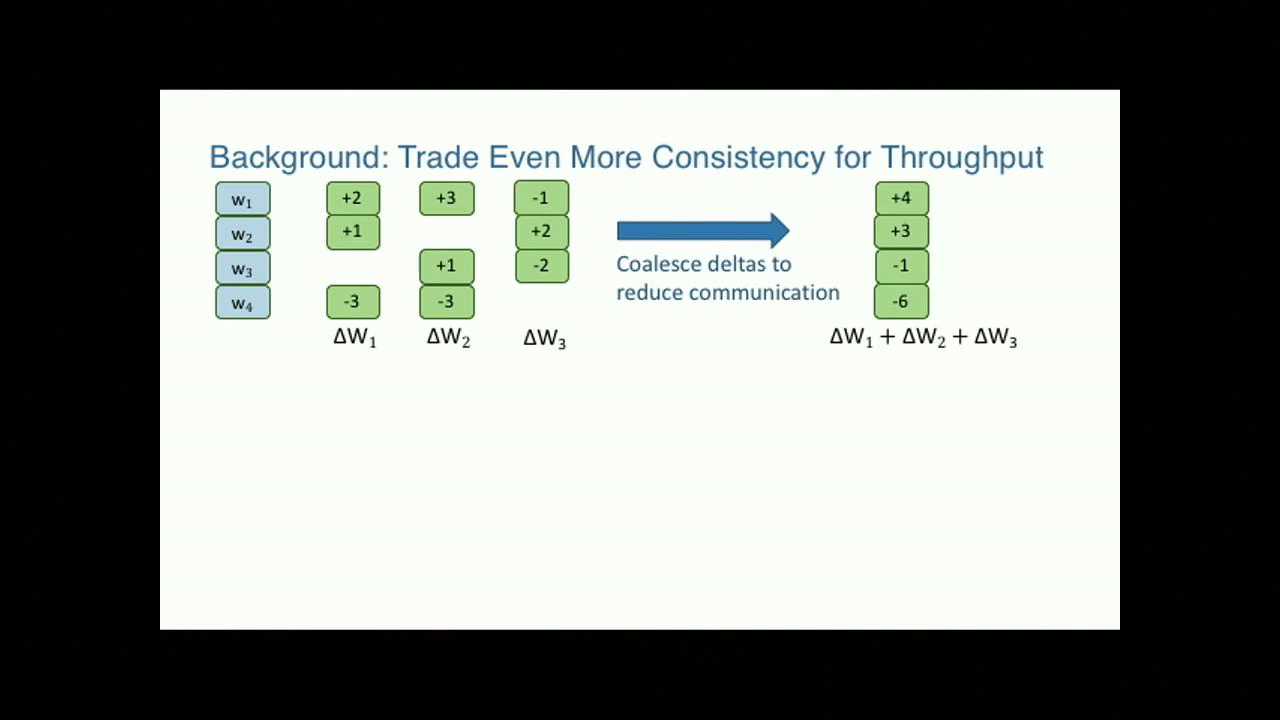 Background: Trade Even More Consistency for Throughput
w₁ +2 +3 -1 +4
w₂ +1 +2 +3
w₃ +1 -2 -1
w₄ -3 -3 -6
Coalesce deltas to
reduce communication
ΔW₁ ΔW₂ ΔW₃ ΔW₁ + ΔW₂ + ΔW₃